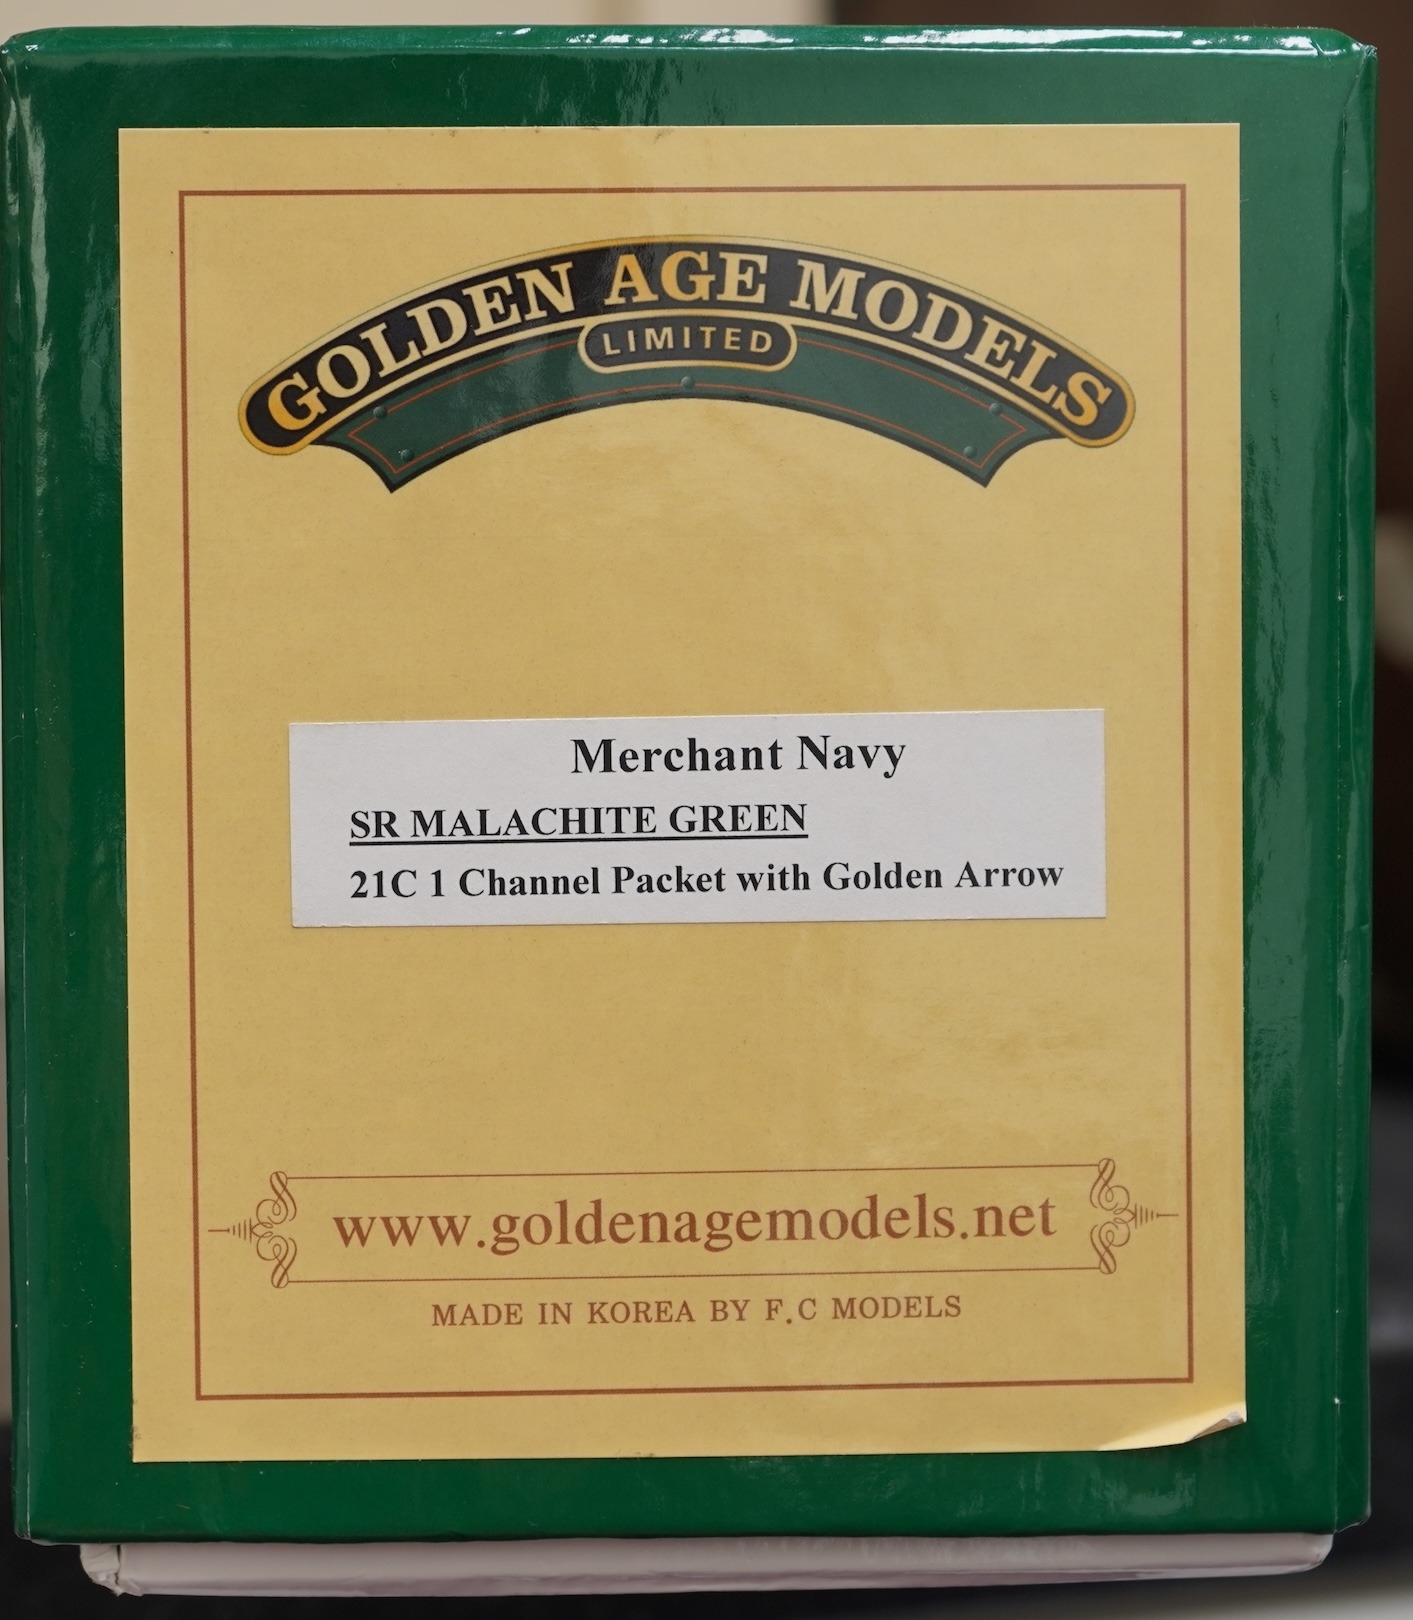 GOLDEN AGE MODELS
LIMITED
Merchant Navy
SR MALACHITE GREEN
21C 1 Channel Packet with Golden Arrow
www.goldenagemodels.net
MADE IN KOREA BY F.C MODELS